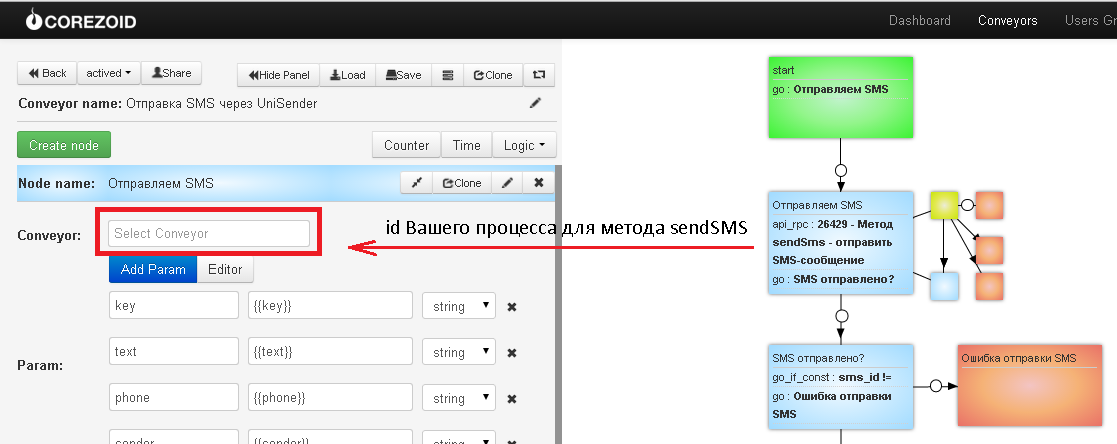 COREZOID
Dashboard Conveyors Users Gr
Back actived Share Hide Panel Load Save Clone
Conveyor name: Отправка SMS через UniSender
Create node Counter Time Logic
Node name: Отправляем SMS Clone
Conveyor: Select Conveyor
id Вашего процесса для метода sendSMS
Add Param Editor
Param:
key {{key}} string
text {{text}} string
phone {{phone}} string
sender {{sender}} string
start
go : Отправляем SMS
Отправляем SMS
api_rpc : 26429 - Метод
sendSms - отправить
SMS-сообщение
go : SMS отправлено?
SMS отправлено?
go_if_const : sms_id !=
go : Ошибка отправки
SMS
Ошибка отправки SMS